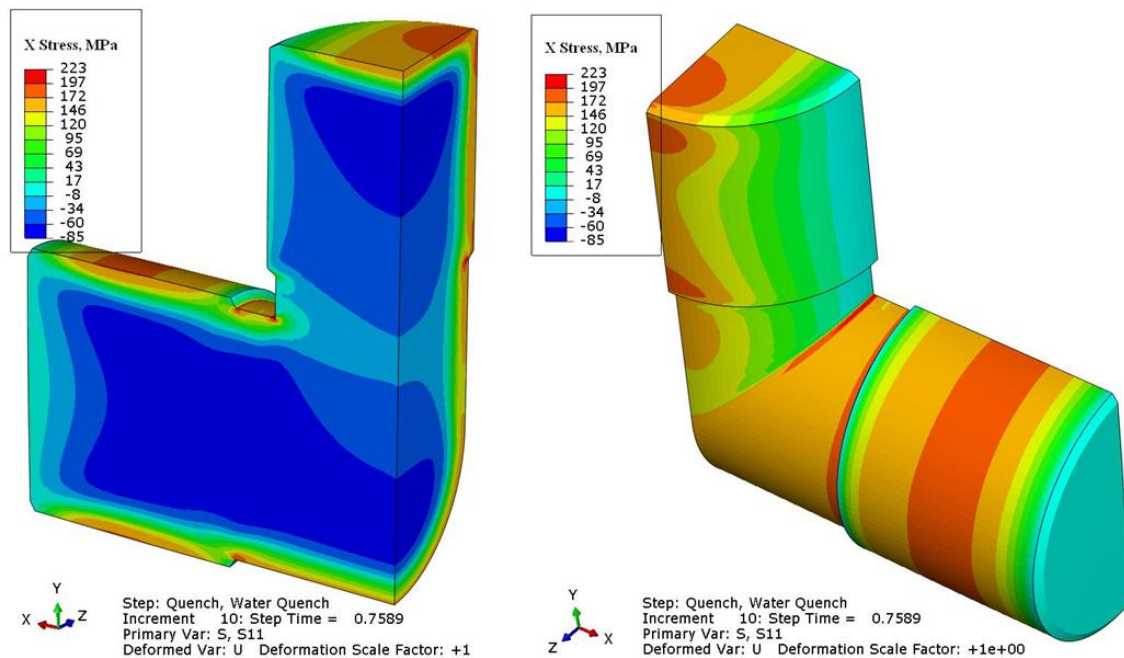 X Stress, MPa
223
197
172
146
120
95
69
43
17
-8
-34
-60
-85
Y
X
Z
Step: Quench, Water Quench
Increment 10: Step Time = 0.7589
Primary Var: S, S11
Deformed Var: U Deformation Scale Factor: +1
X Stress, MPa
223
197
172
146
120
95
69
43
17
-8
-34
-60
-85
Y
Z
X
Step: Quench, Water Quench
Increment 10: Step Time = 0.7589
Primary Var: S, S11
Deformed Var: U Deformation Scale Factor: +1e+00